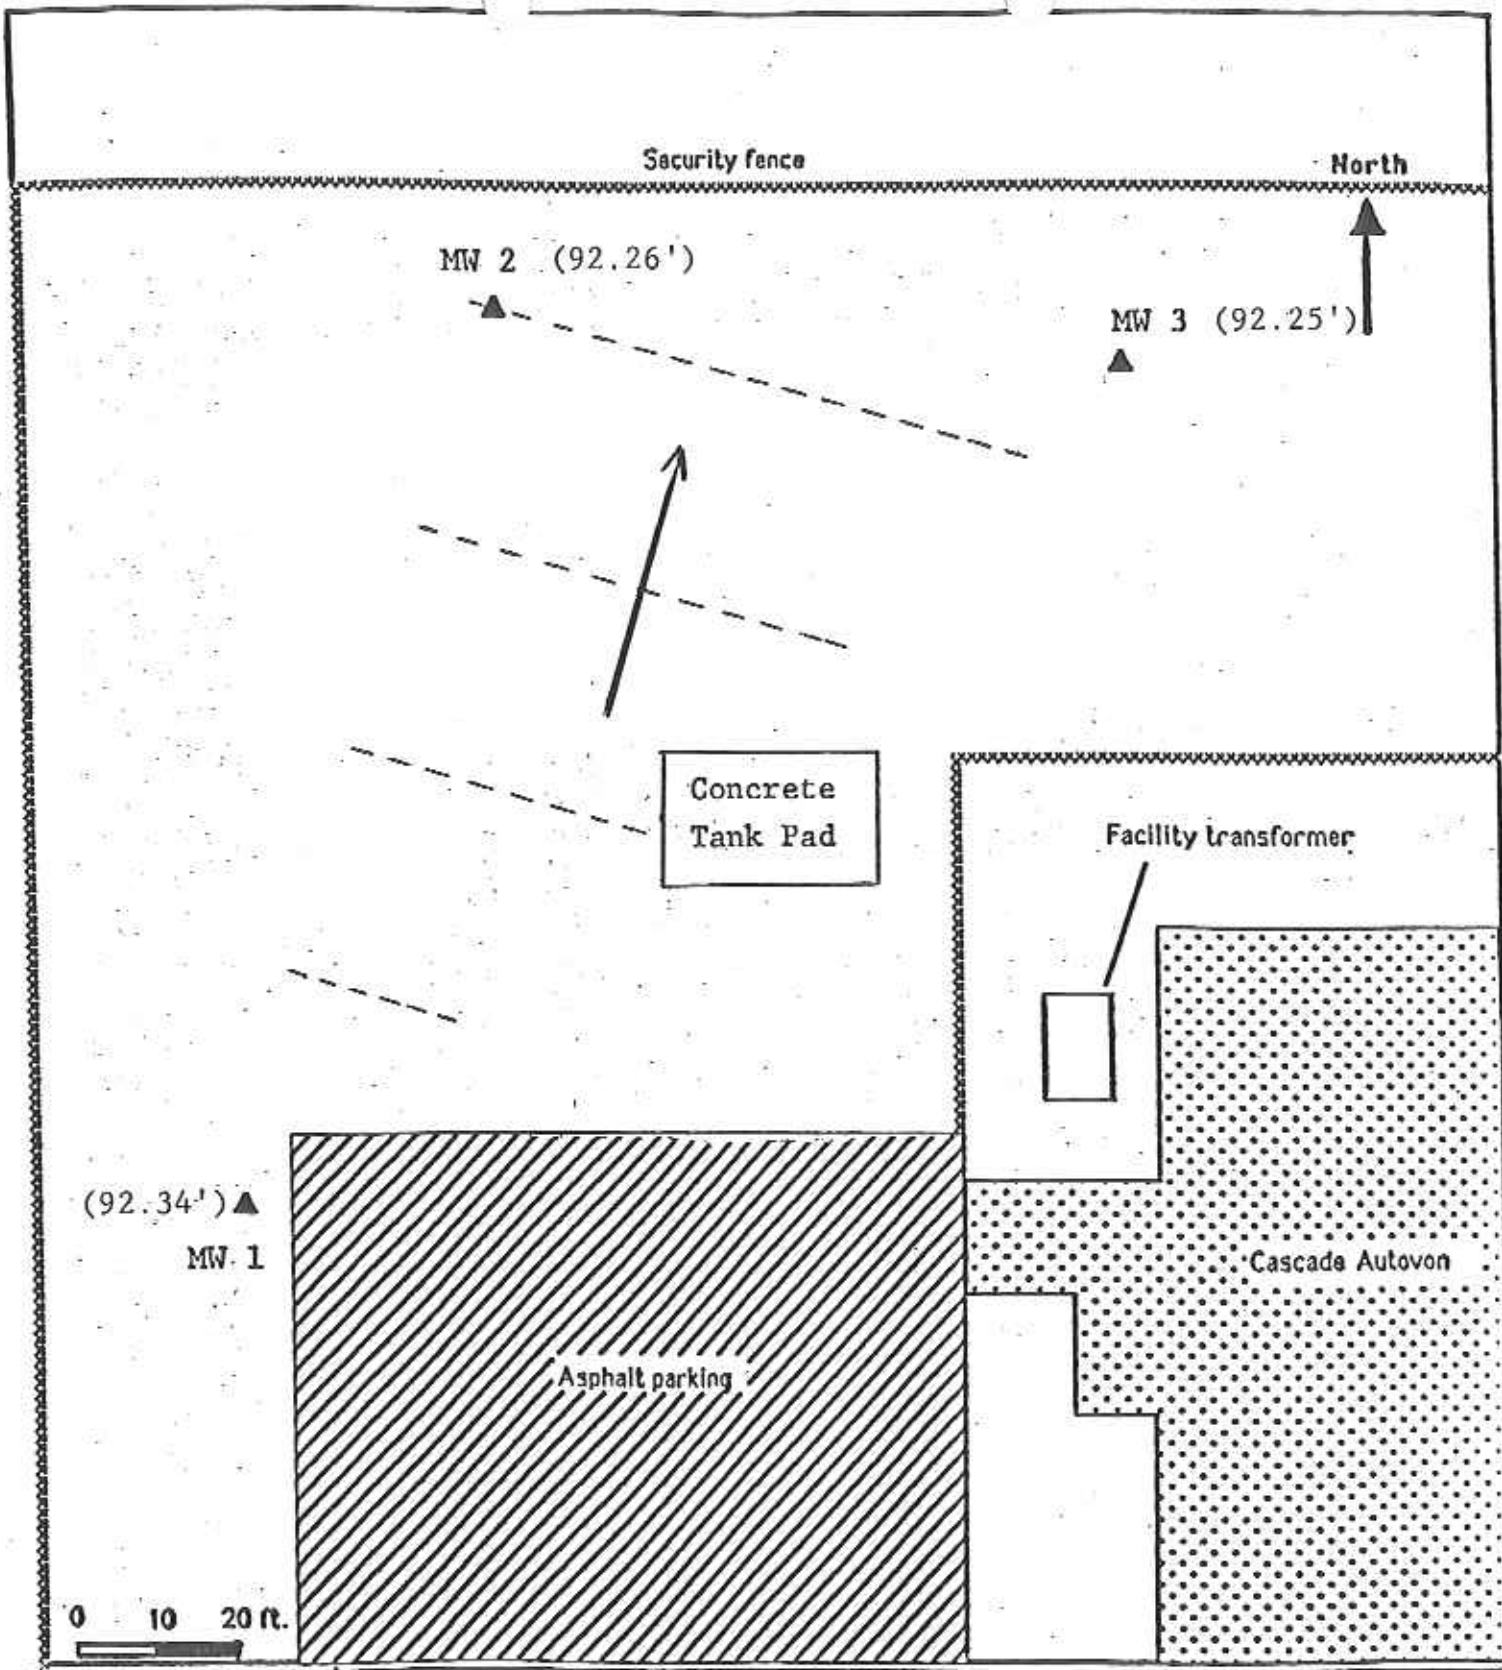 Security fence
North
MW 2 (92.26')
MW 3 (92.25')
Concrete
Tank Pad
Facility transformer
(92.34')
MW 1
Cascade Autovon
Asphalt parking
0 10 20 ft.